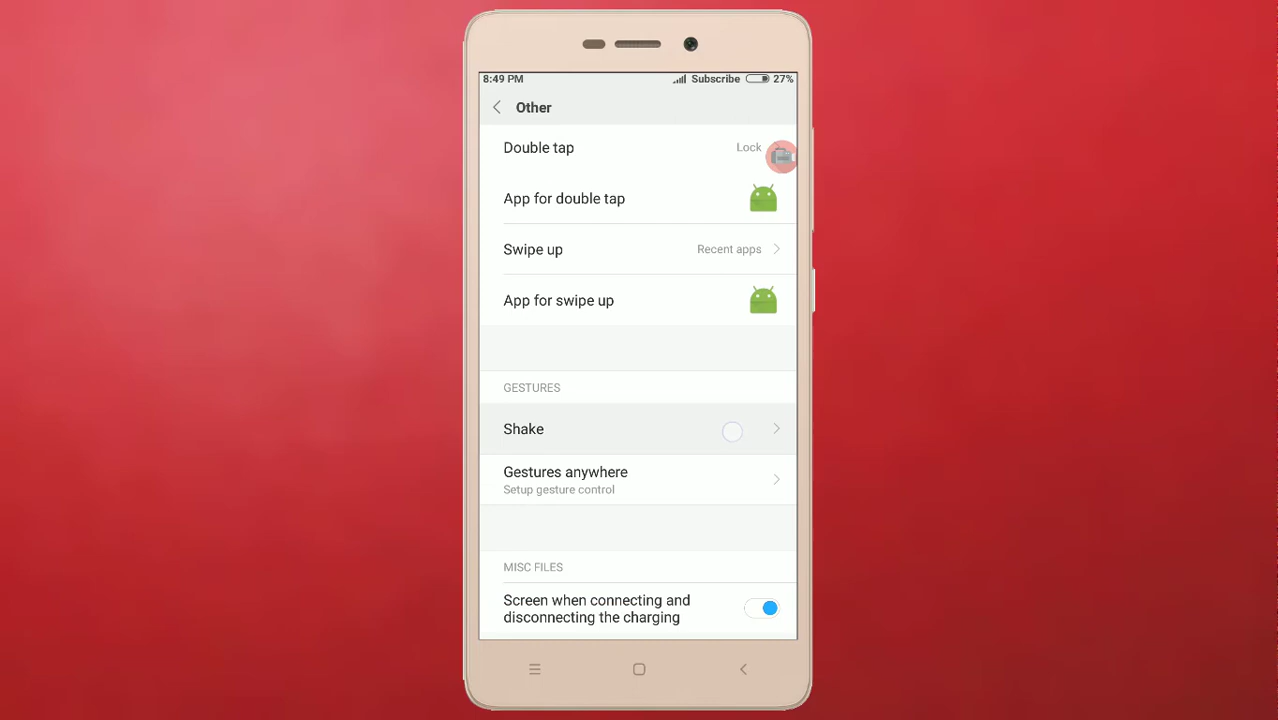 8:49 PM Subscribe 27%
Other
Double tap Lock
App for double tap
Swipe up Recent apps
App for swipe up
GESTURES
Shake
Gestures anywhere
Setup gesture control
MISC FILES
Screen when connecting and
disconnecting the charging